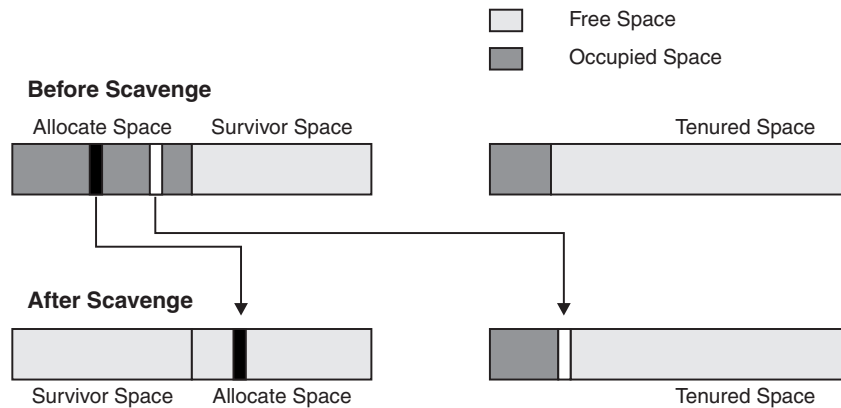 Free Space
Occupied Space
Before Scavenge
Allocate Space Survivor Space Tenured Space
After Scavenge
Survivor Space Allocate Space Tenured Space